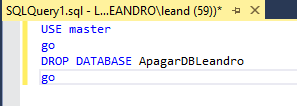 SQLQuery1.sql - L...EANDRO\leand (59))*
USE master
go
DROP DATABASE ApagarDBLeandro
go